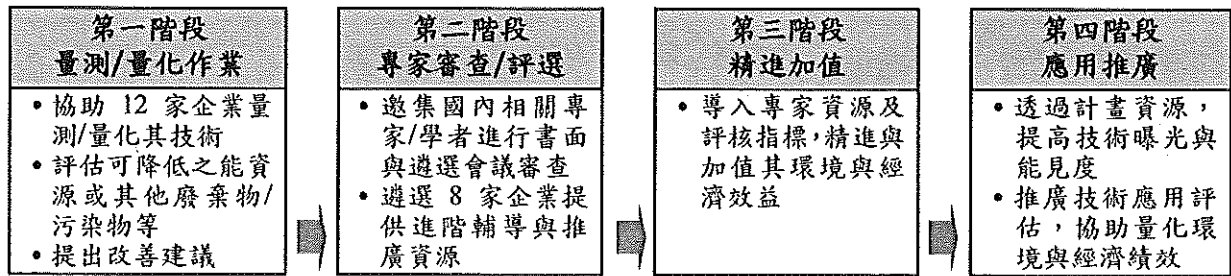 第一階段
量測/量化作業
• 協助 12 家企業量
測/量化其技術
• 評估可降低之能資
源或其他廢棄物/
污染物等
• 提出改善建議
第二階段
專家審查/評選
• 邀集國內相關專
家/學者進行書面
與遴選會議審查
• 遴選 8 家企業提
供進階輔導與推
廣資源
第三階段
精進加值
• 導入專家資源及
評核指標，精進與
加值其環境與經
濟效益
第四階段
應用推廣
• 透過計畫資源，
提高技術曝光與
能見度
• 推廣技術應用評
估，協助量化環
境與經濟績效